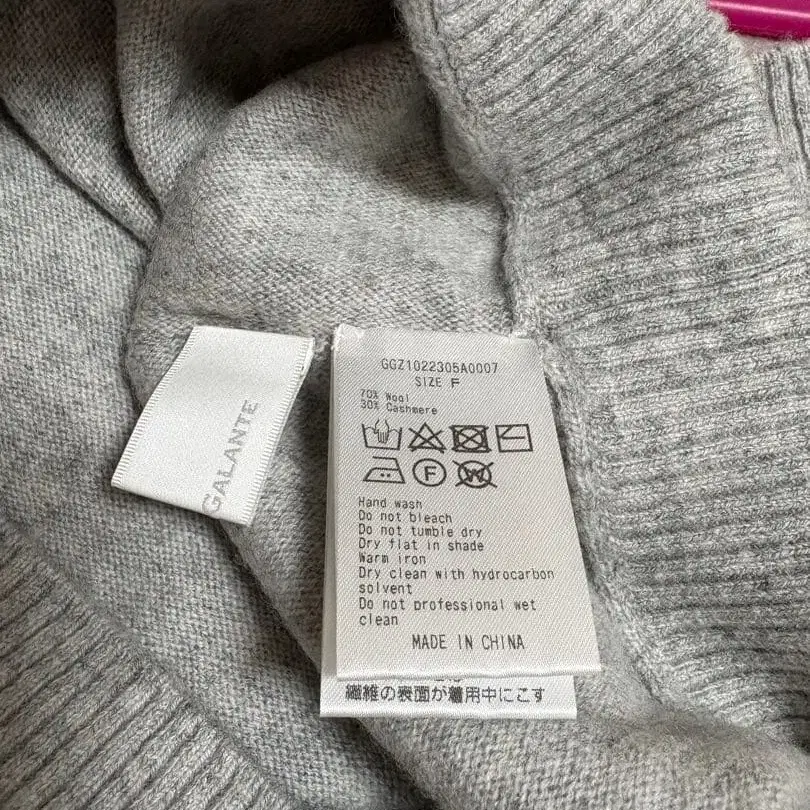 GALANTE
GGZ1022305A0007
SIZE F
70% Wool
30% Cashmere
F
W
Hand wash
Do not bleach
Do not tumble dry
Dry flat in shade
Warm iron
Dry clean with hydrocarbon
solvent
Do not professional wet
clean
MADE IN CHINA
繊維の表面が着用中にこす